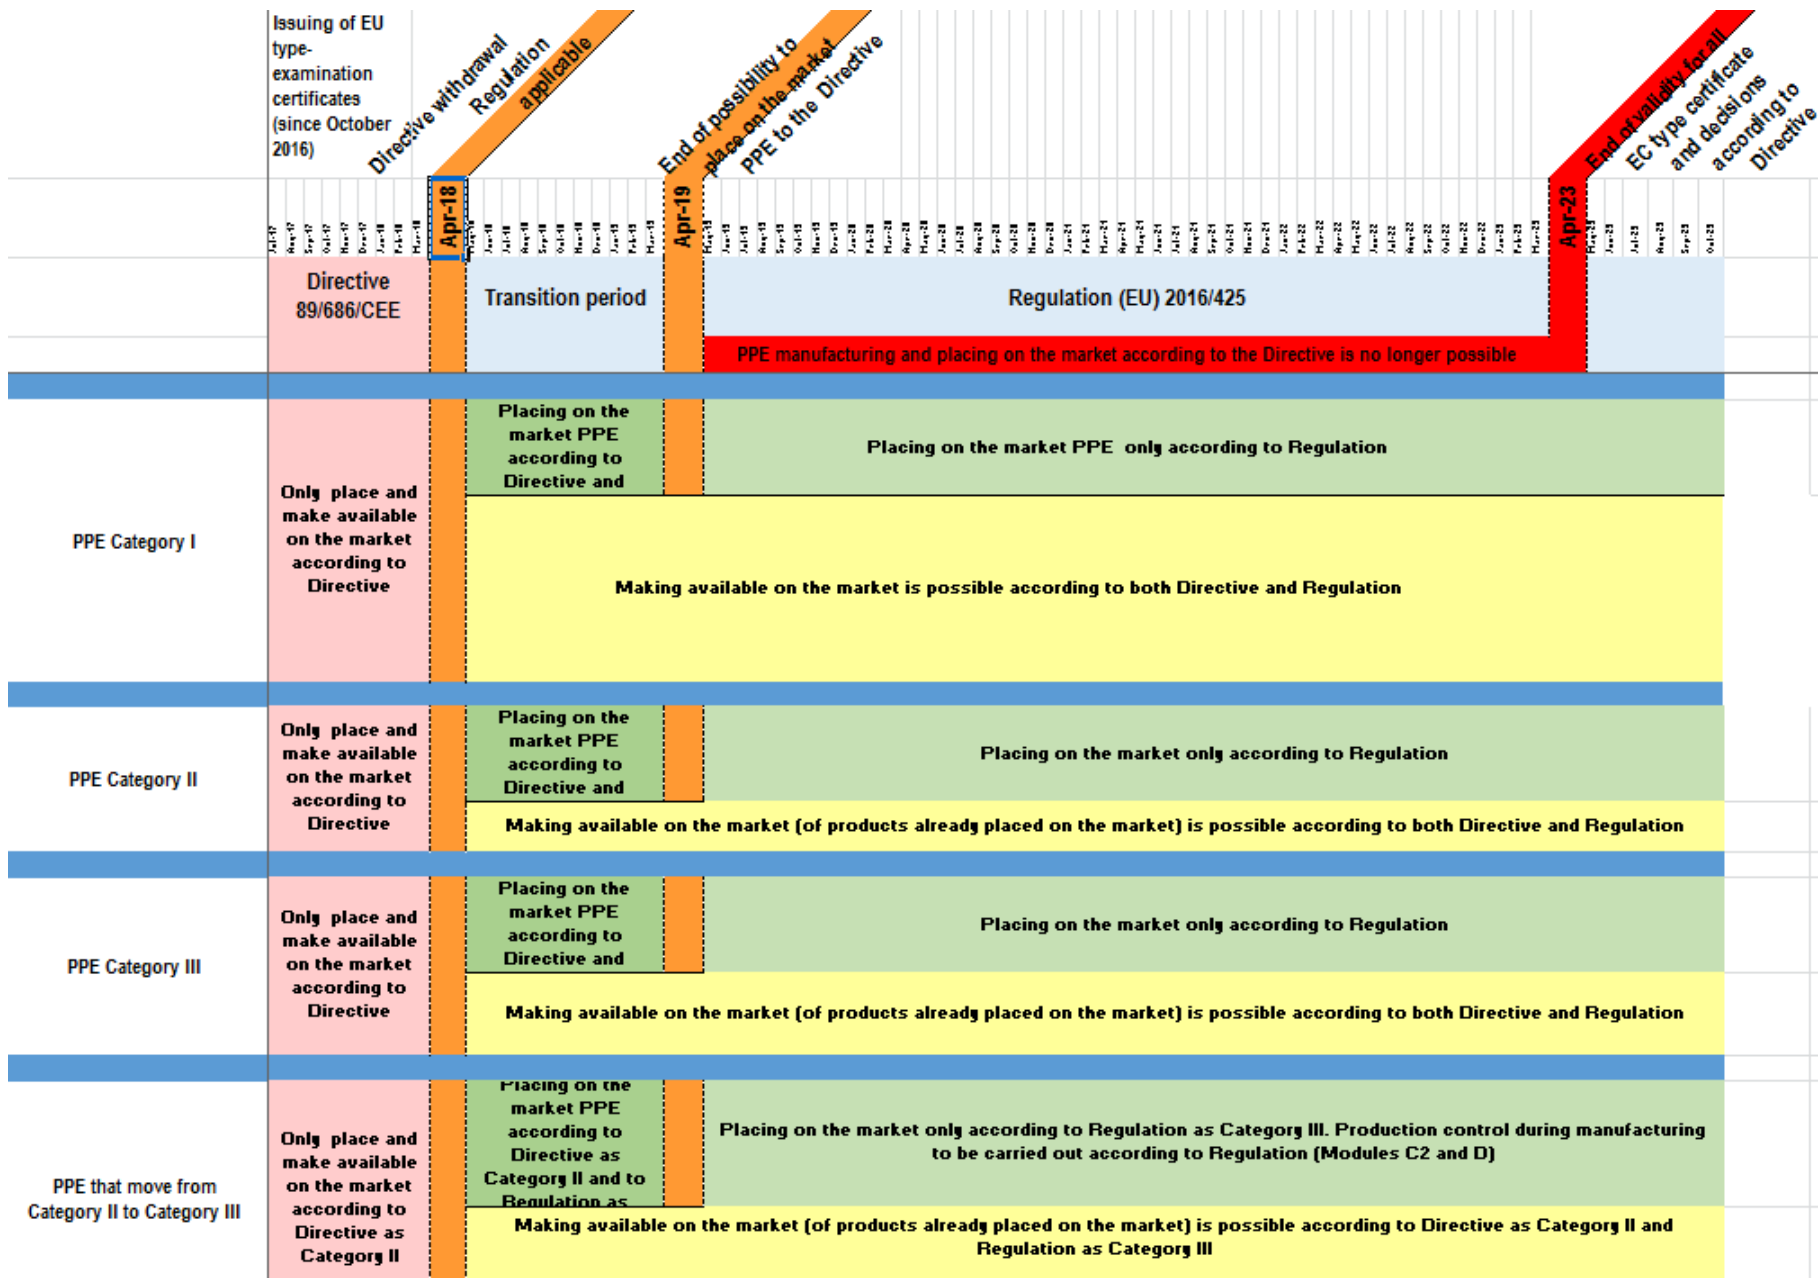 Issuing of EU
type-
examination
certificates
(since October
2016)
Directive withdrawal
Regulation
applicable
End of possibility to
place on the market
PPE to the Directive
End of validity for all
EC type certificate
and decisions
according to
Directive
Apr-18
Apr-19
Apr-23
Directive
89/686/CEE
Transition period
Regulation (EU) 2016/425
PPE manufacturing and placing on the market according to the Directive is no longer possible
PPE Category I
Only place and
make available
on the market
according to
Directive
Placing on the
market PPE
according to
Directive and
Placing on the market PPE only according to Regulation
Making available on the market is possible according to both Directive and Regulation
PPE Category II
Only place and
make available
on the market
according to
Directive
Placing on the
market PPE
according to
Directive and
Placing on the market only according to Regulation
Making available on the market (of products already placed on the market) is possible according to both Directive and Regulation
PPE Category III
Only place and
make available
on the market
according to
Directive
Placing on the
market PPE
according to
Directive and
Placing on the market only according to Regulation
Making available on the market (of products already placed on the market) is possible according to both Directive and Regulation
PPE that move from
Category II to Category III
Only place and
make available
on the market
according to
Directive as
Category II
Placing on the
market PPE
according to
Directive as
Category II and to
Regulation as
Placing on the market only according to Regulation as Category III. Production control during manufacturing
to be carried out according to Regulation (Modules C2 and D)
Making available on the market (of products already placed on the market) is possible according to Directive as Category II and
Regulation as Category III